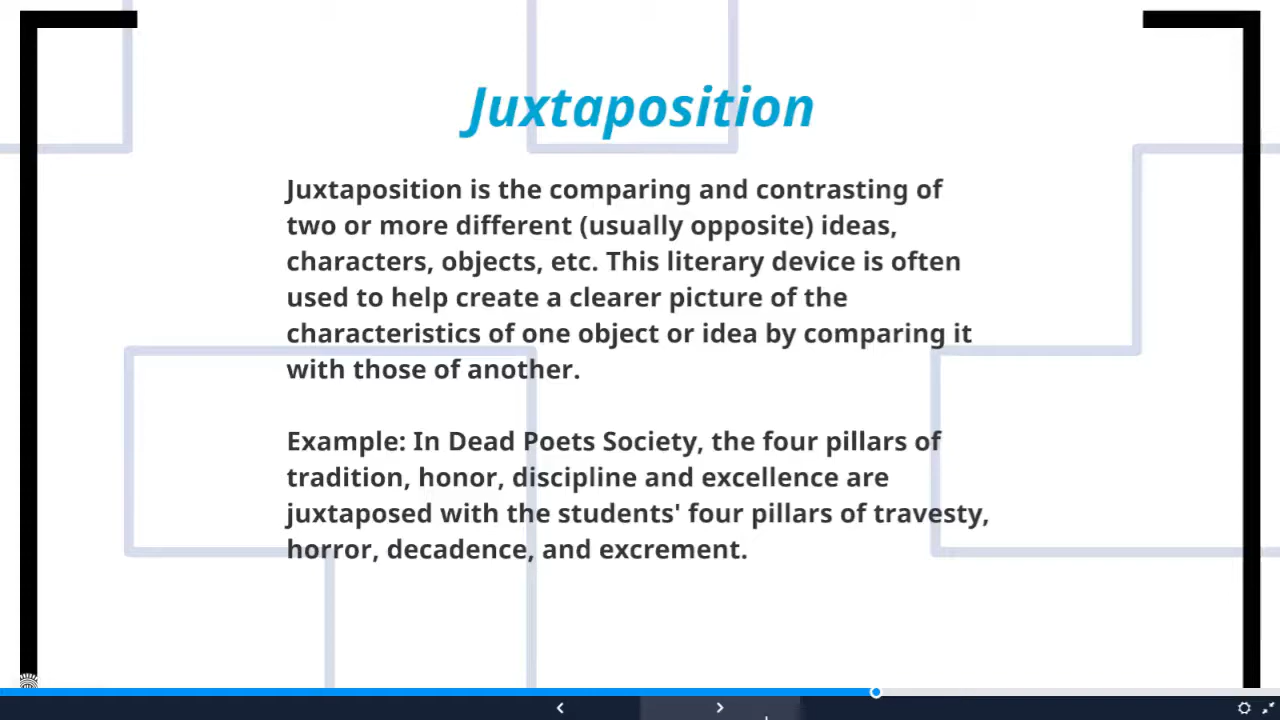 Juxtaposition
Juxtaposition is the comparing and contrasting of
two or more different (usually opposite) ideas,
characters, objects, etc. This literary device is often
used to help create a clearer picture of the
characteristics of one object or idea by comparing it
with those of another.
Example: In Dead Poets Society, the four pillars of
tradition, honor, discipline and excellence are
juxtaposed with the students' four pillars of travesty,
horror, decadence, and excrement.